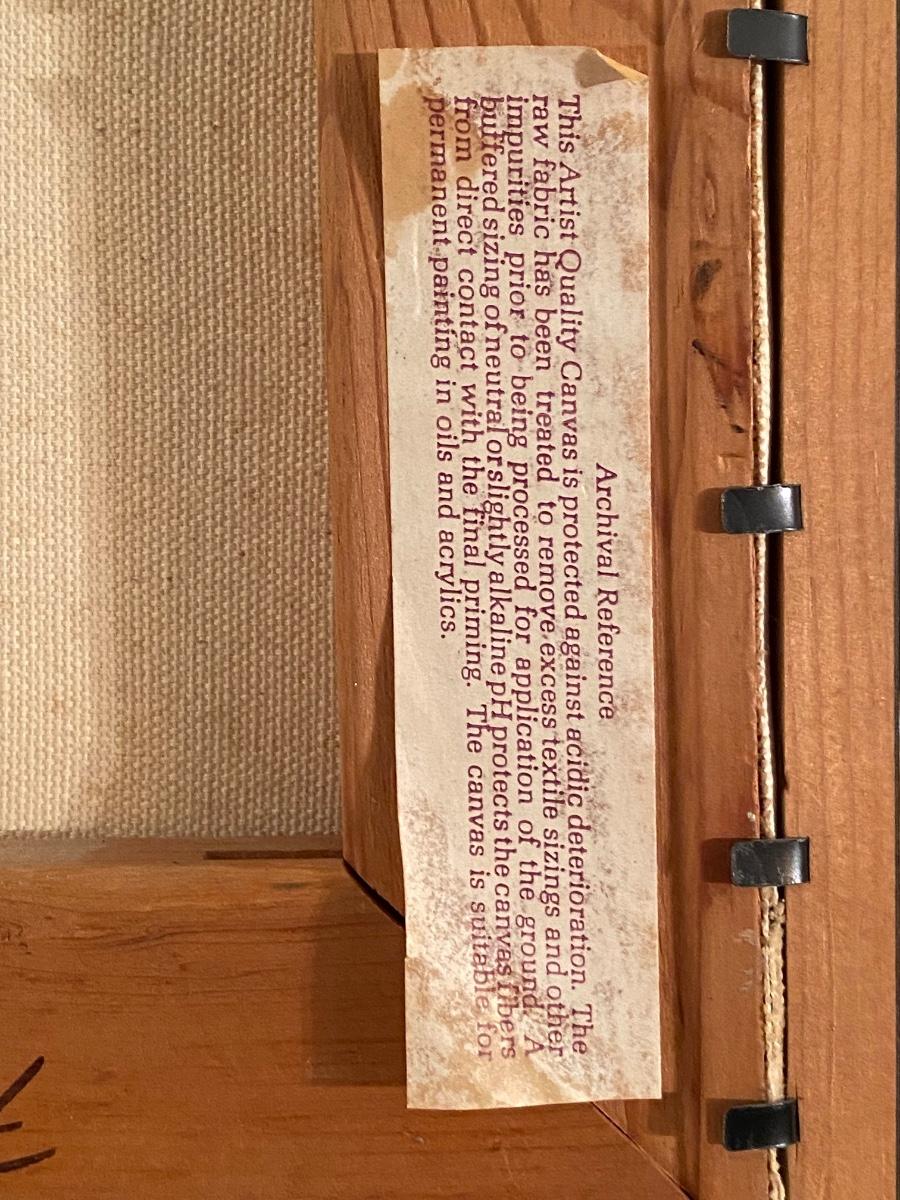 Archival Reference
This Artist Quality Canvas is protected against acidic deterioration. The
raw fabric has been treated to remove excess textile sizings and other
impurities prior to being processed for application of the ground. A
buffered sizing of neutral or slightly alkaline pH protects the canvas fibers
from direct contact with the final priming. The canvas is suitable for
permanent painting in oils and acrylics.